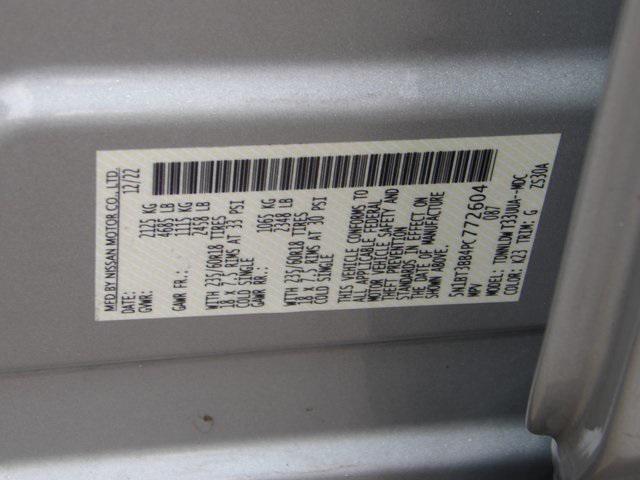 MFD BY NISSAN MOTOR CO., LTD.
DATE: 12/22
GVWR: 2125 KG
4685 LB
GAWR FR.: 1115 KG
2458 LB
WITH 235/60R18 TIRES
18 X 7.5 RIMS AT 33 PSI
COLD SINGLE
GAWR RR: 1065 KG
2348 LB
WITH 235/60R18 TIRES
18 X 7.5 RIMS AT 30 PSI
COLD SINGLE
THIS VEHICLE CONFORMS TO
ALL APPLICABLE FEDERAL
MOTOR VEHICLE SAFETY AND
THEFT PREVENTION
STANDARDS IN EFFECT ON
THE DATE OF MANUFACTURE
SHOWN ABOVE.
5N1BT3BB4PC772604
MPV 087
MODEL:
COLOR: K23 TRIM: G ZS30A